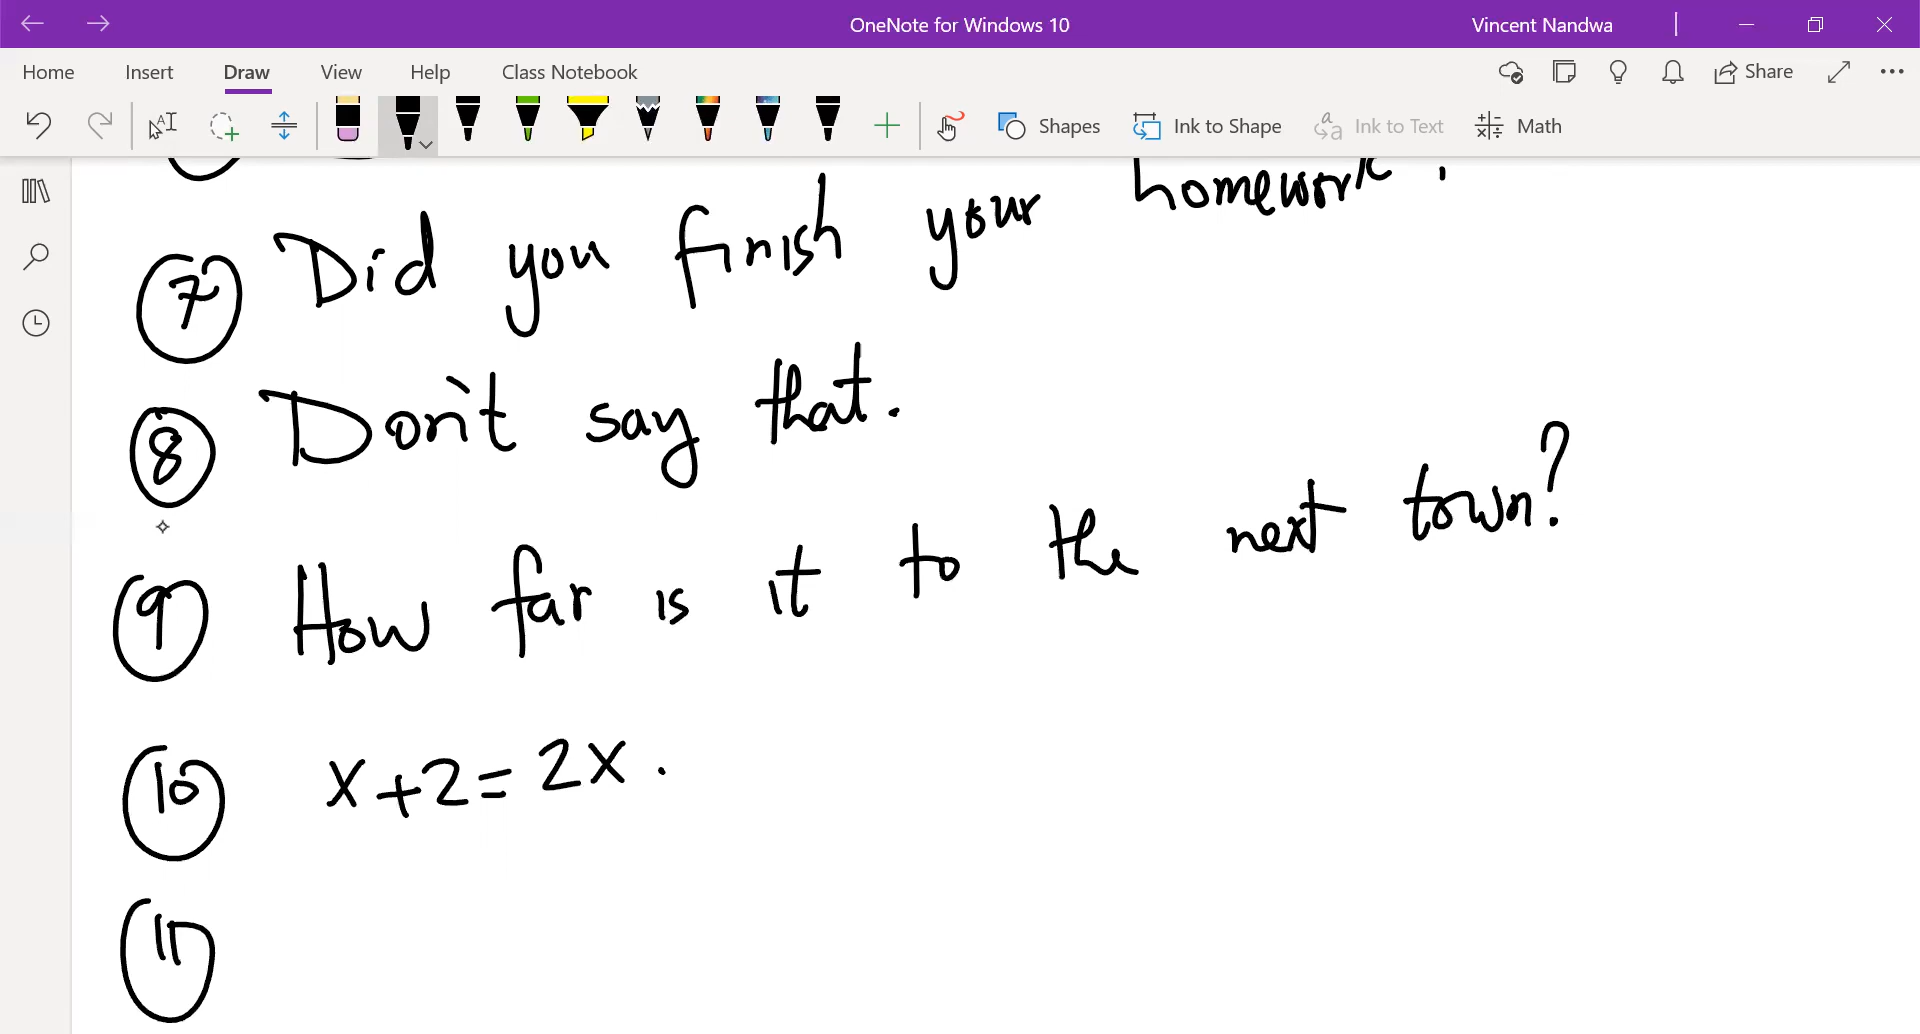 OneNote for Windows 10
Vincent Nandwa
Home Insert Draw View Help Class Notebook Share
Shapes Ink to Shape Ink to Text Math
7 Did you finish your homework
8 Don't say that.
9 How far is it to the next town?
10 x+2=2x.
11